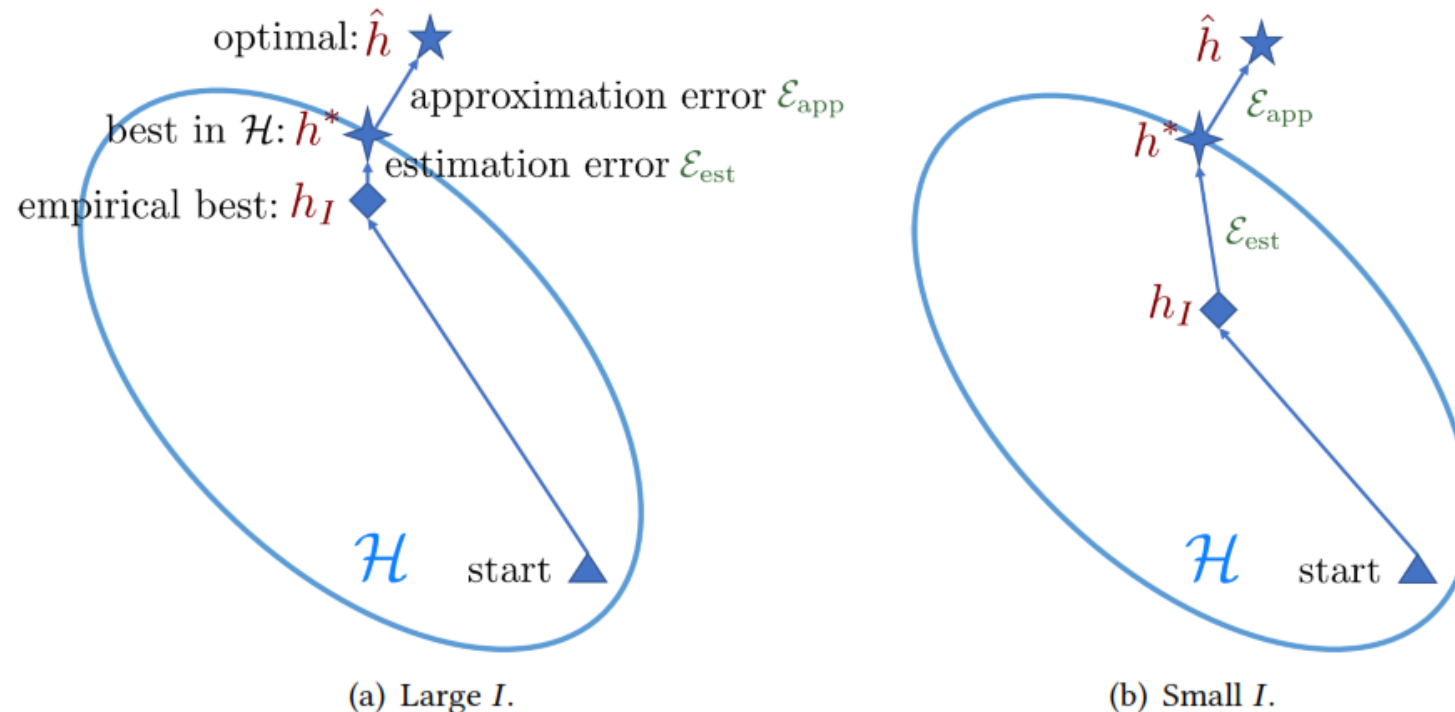 optimal: ĥ
approximation error ℰ_app
best in ℋ: h*
estimation error ℰ_est
empirical best: h_I
ℋ
start
(a) Large I.
ĥ
ℰ_app
h*
ℰ_est
h_I
ℋ
start
(b) Small I.